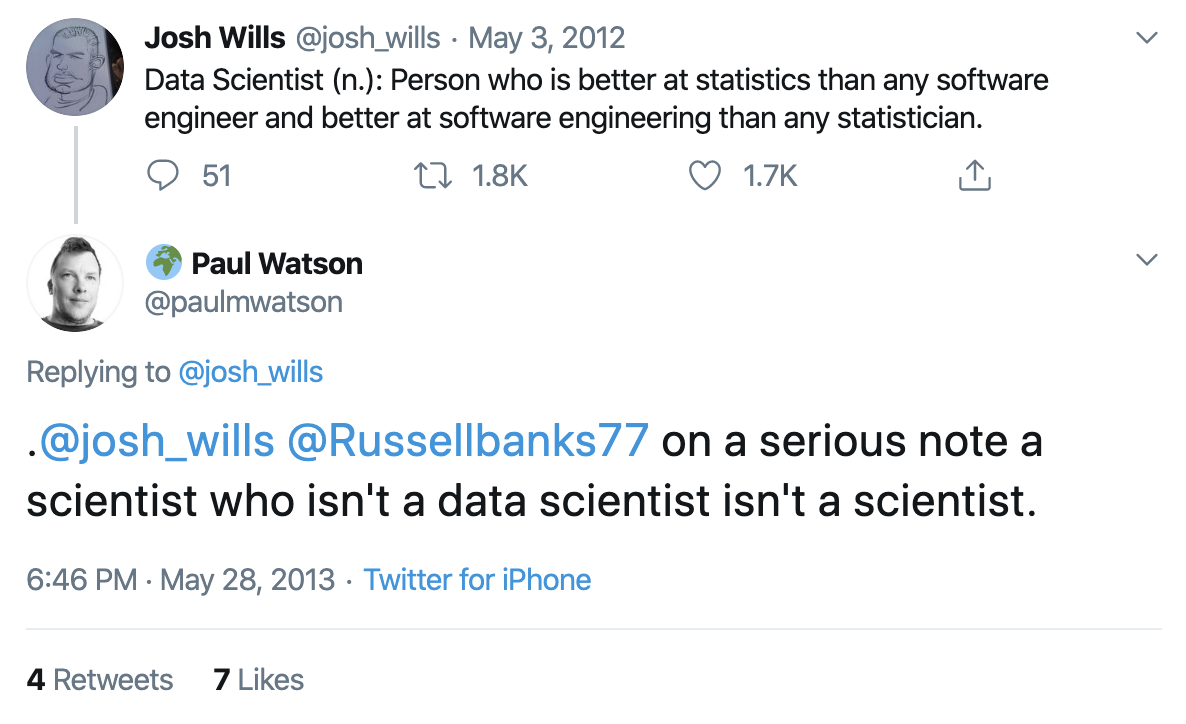 Josh Wills @josh_wills · May 3, 2012
Data Scientist (n.): Person who is better at statistics than any software
engineer and better at software engineering than any statistician.
51 1.8K 1.7K
Paul Watson
@paulmwatson
Replying to @josh_wills
.@josh_wills @Russellbanks77 on a serious note a
scientist who isn't a data scientist isn't a scientist.
6:46 PM · May 28, 2013 · Twitter for iPhone
4 Retweets 7 Likes